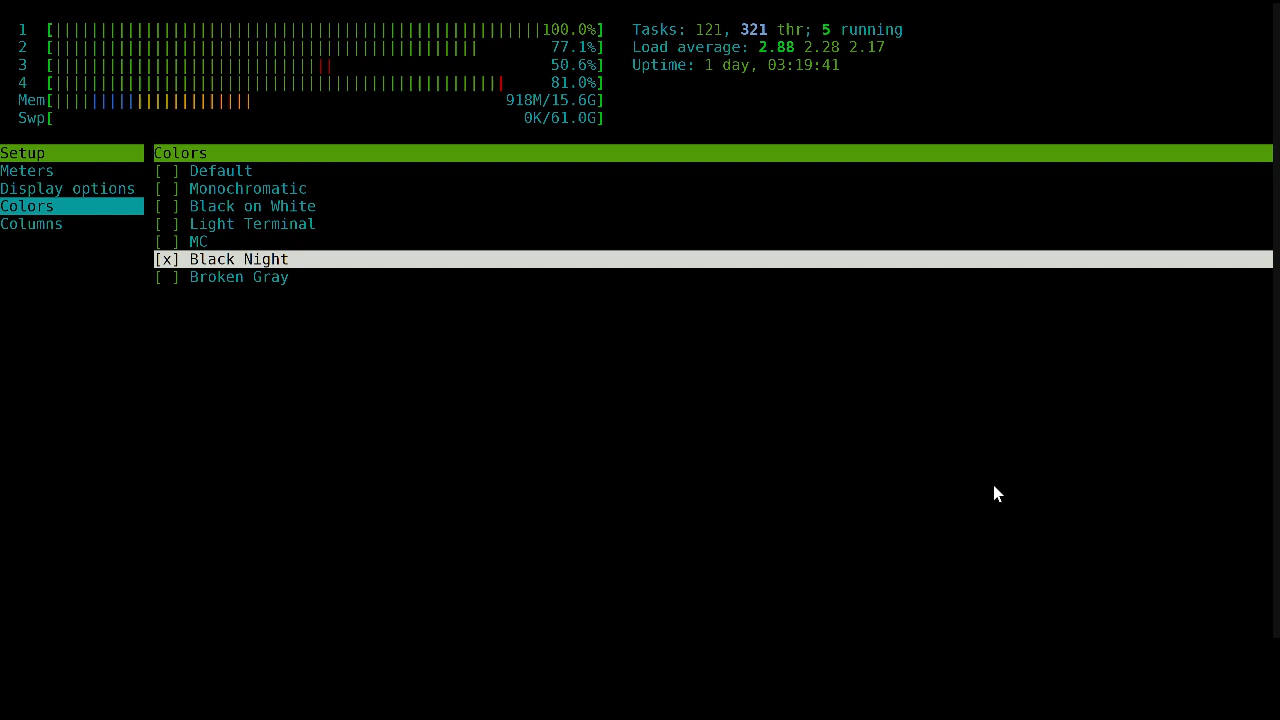 1 [||||||||||||||||||||||||||||||||||||||||||||||||||||||100.0%] Tasks: 121, 321 thr; 5 running
2 [||||||||||||||||||||||||||||||||||||||||||||||| 77.1%] Load average: 2.88 2.28 2.17
3 [||||||||||||||||||||||||||||||| 50.6%] Uptime: 1 day, 03:19:41
4 [|||||||||||||||||||||||||||||||||||||||||||||||||| 81.0%]
Mem[|||||||||||||||||||||| 918M/15.6G]
Swp[ 0K/61.0G]
Setup Colors
Meters [ ] Default
Display options [ ] Monochromatic
Colors [ ] Black on White
Columns [ ] Light Terminal
[ ] MC
[x] Black Night
[ ] Broken Gray